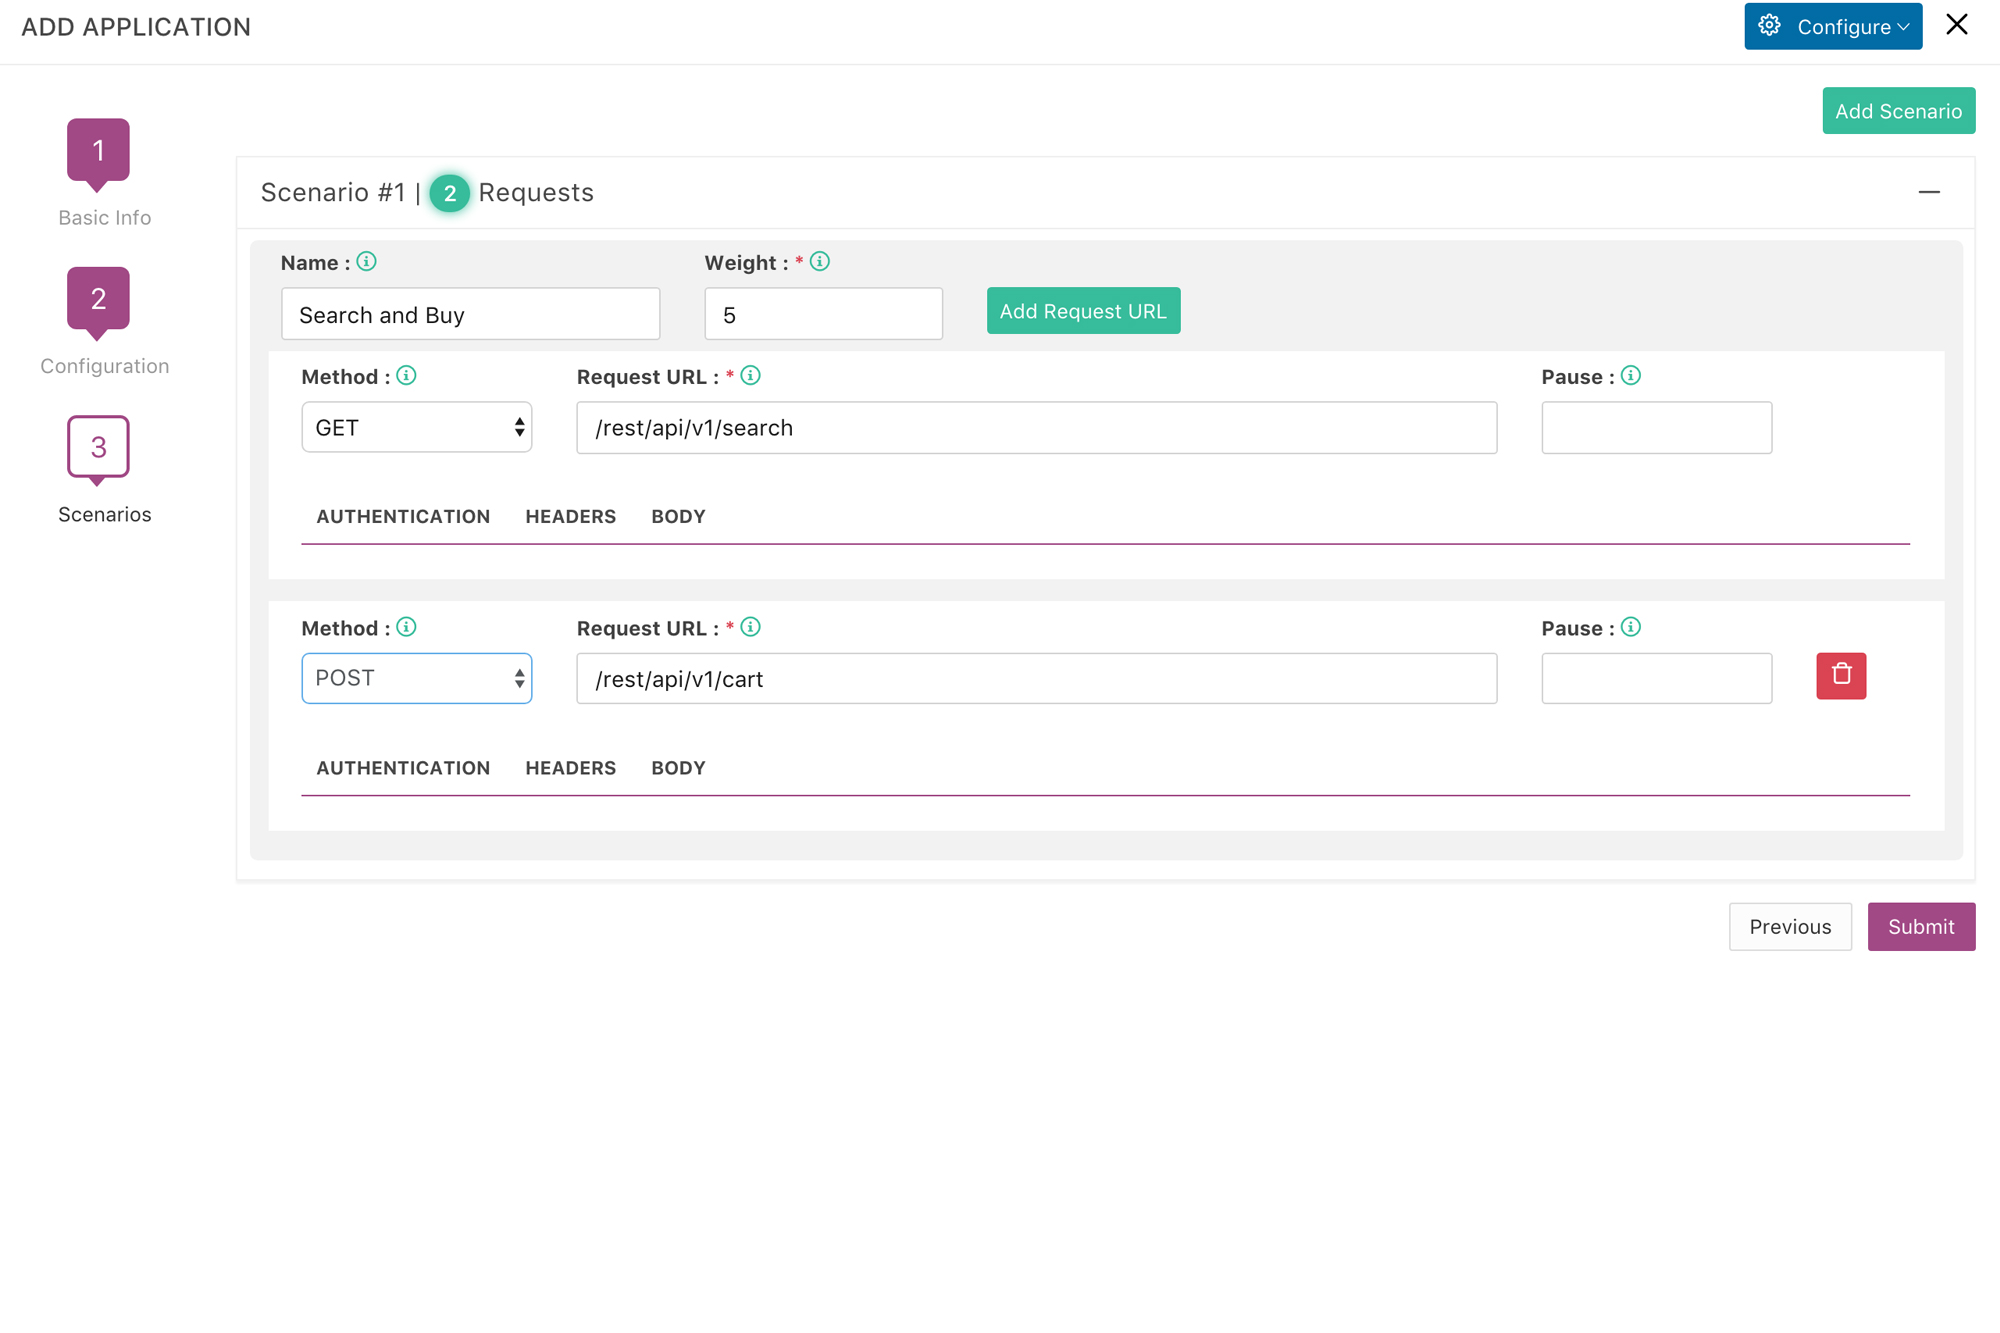 ADD APPLICATION
Configure
Add Scenario
1
Basic Info
2
Configuration
3
Scenarios
Scenario #1 | 2 Requests
Name : Weight : *
Search and Buy 5 Add Request URL
Method : Request URL : * Pause :
GET /rest/api/v1/search
AUTHENTICATION HEADERS BODY
Method : Request URL : * Pause :
POST /rest/api/v1/cart
AUTHENTICATION HEADERS BODY
Previous Submit